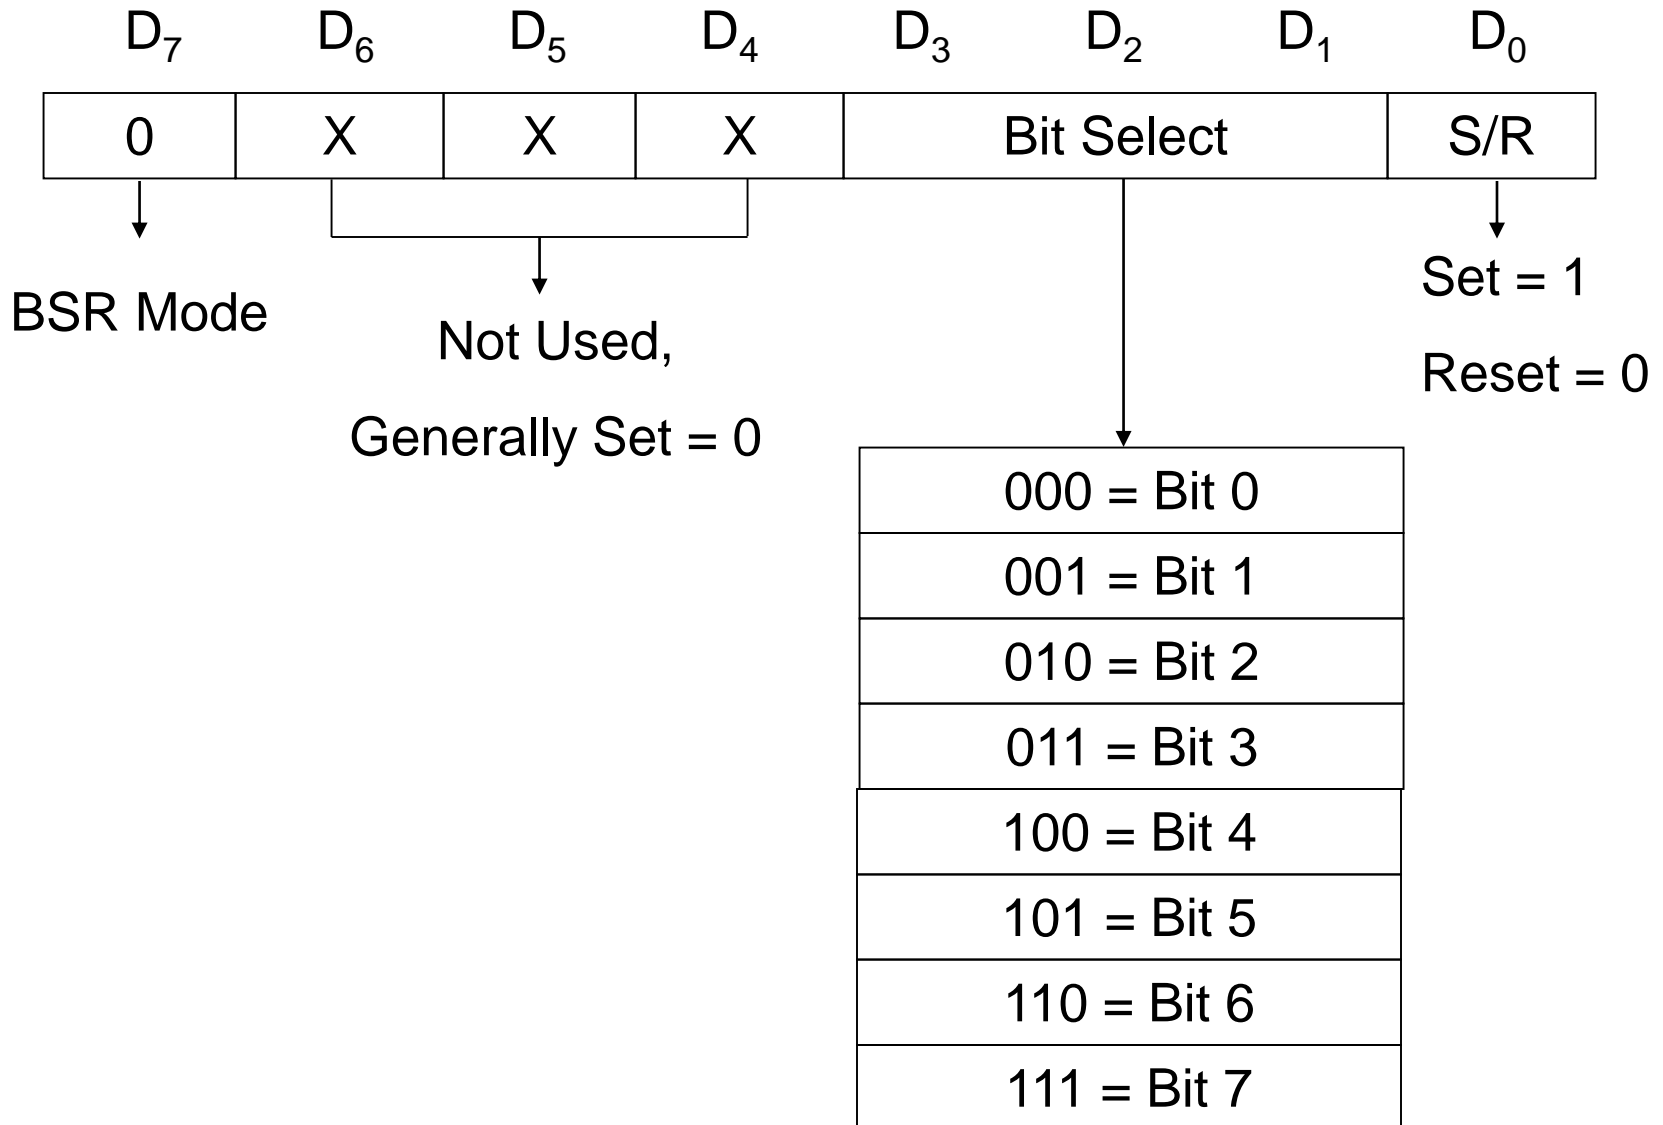 D₇ D₆ D₅ D₄ D₃ D₂ D₁ D₀
0 X X X Bit Select S/R
BSR Mode
Not Used,
Generally Set = 0
Set = 1
Reset = 0
000 = Bit 0
001 = Bit 1
010 = Bit 2
011 = Bit 3
100 = Bit 4
101 = Bit 5
110 = Bit 6
111 = Bit 7